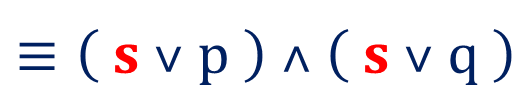 ≡ ( s ∨ p ) ∧ ( s ∨ q )